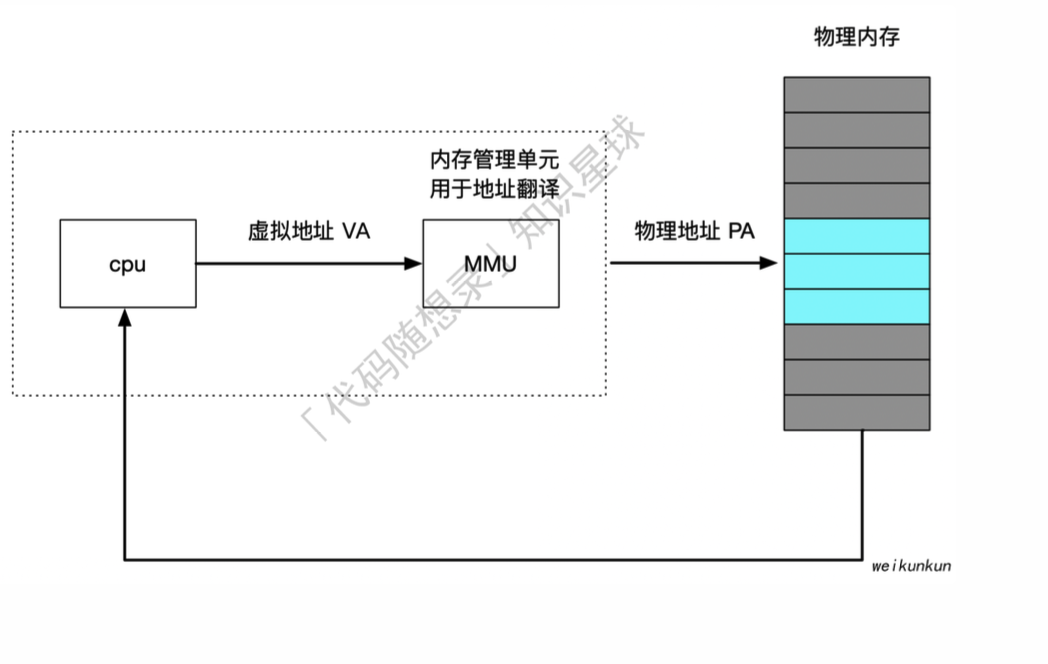 物理内存
内存管理单元
用于地址翻译
虚拟地址 VA
物理地址 PA
cpu
MMU
「代码随想录」知识星球
weikunkun